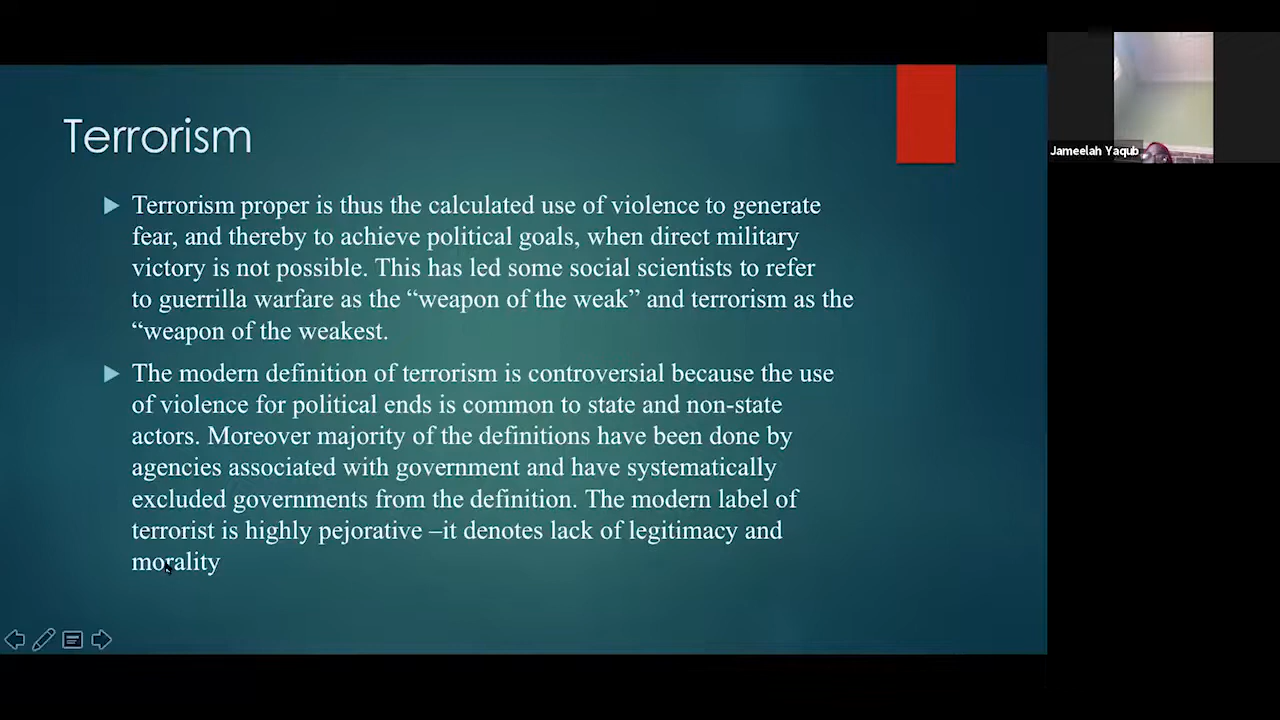 Terrorism
Terrorism proper is thus the calculated use of violence to generate
fear, and thereby to achieve political goals, when direct military
victory is not possible. This has led some social scientists to refer
to guerrilla warfare as the “weapon of the weak” and terrorism as the
“weapon of the weakest.
The modern definition of terrorism is controversial because the use
of violence for political ends is common to state and non-state
actors. Moreover majority of the definitions have been done by
agencies associated with government and have systematically
excluded governments from the definition. The modern label of
terrorist is highly pejorative –it denotes lack of legitimacy and
morality
Jameelah Yaqub